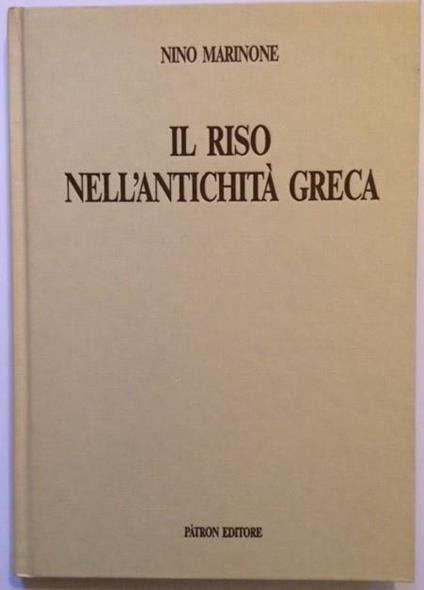 NINO MARINONE
IL RISO
NELL'ANTICHITÀ GRECA
PÀTRON EDITORE